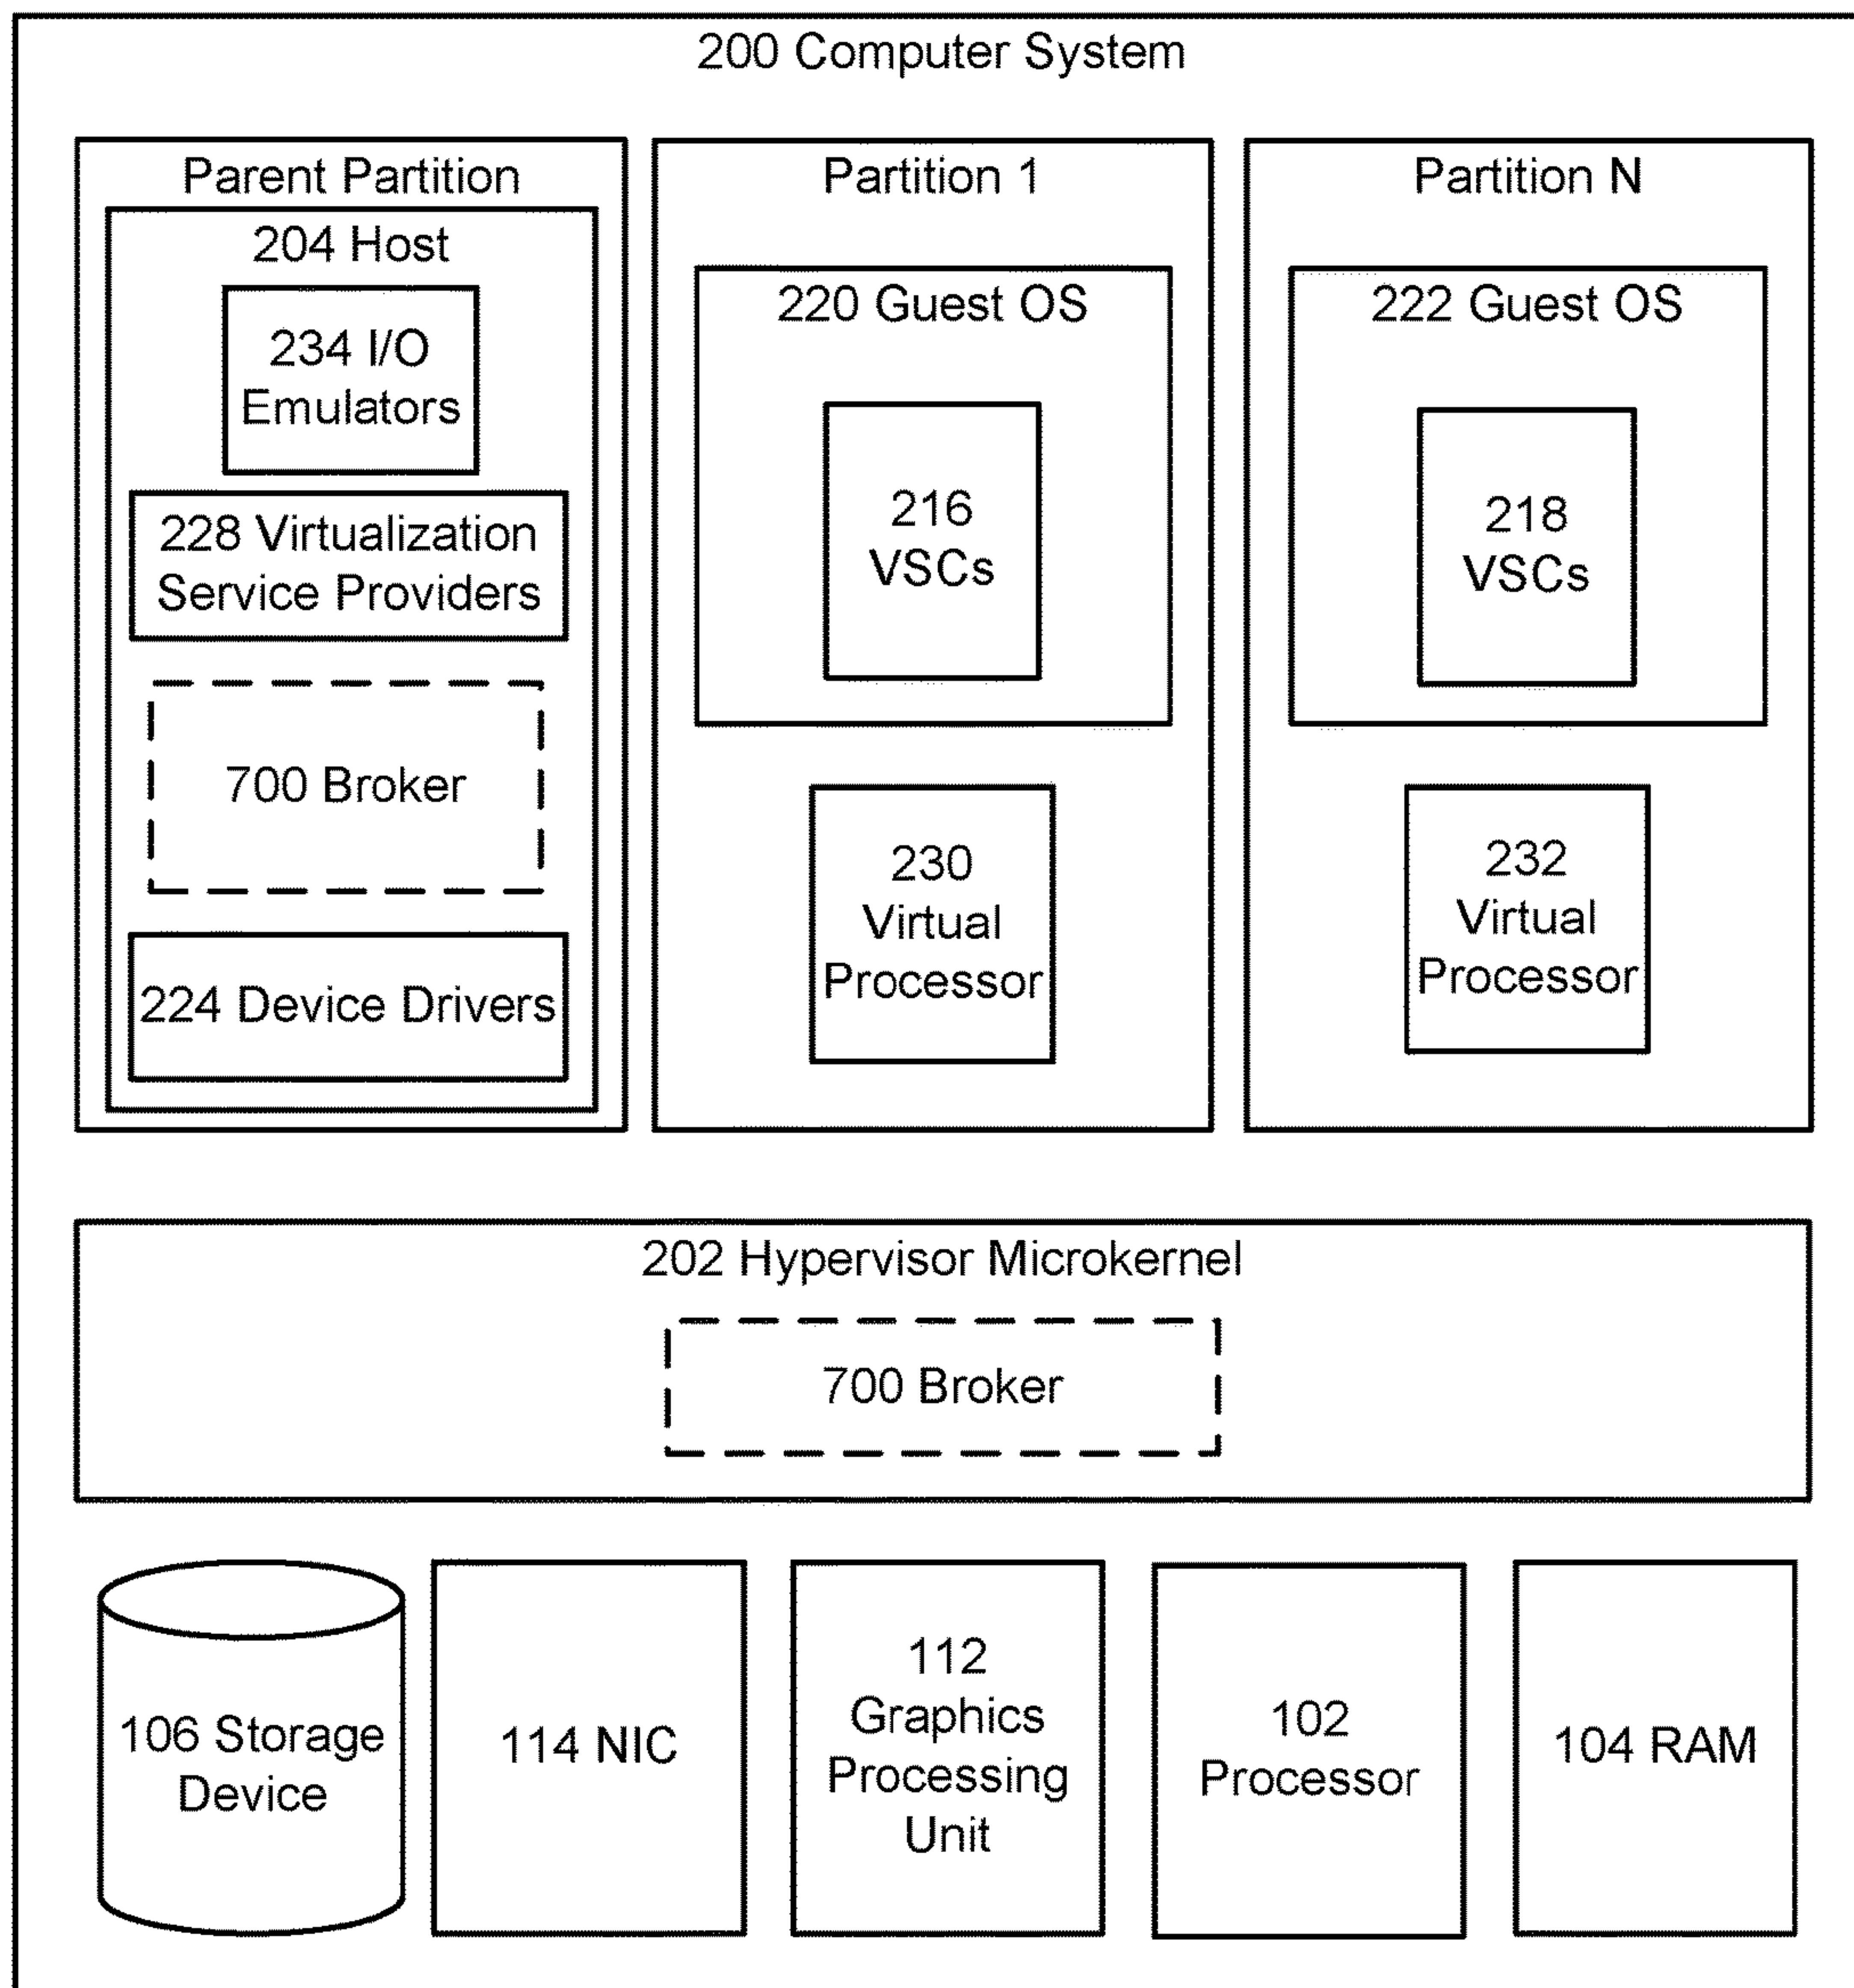 200 Computer System
Parent Partition
204 Host
234 I/O
Emulators
228 Virtualization
Service Providers
700 Broker
224 Device Drivers
Partition 1
220 Guest OS
216
VSCs
230
Virtual
Processor
Partition N
222 Guest OS
218
VSCs
232
Virtual
Processor
202 Hypervisor Microkernel
700 Broker
106 Storage
Device
114 NIC
112
Graphics
Processing
Unit
102
Processor
104 RAM